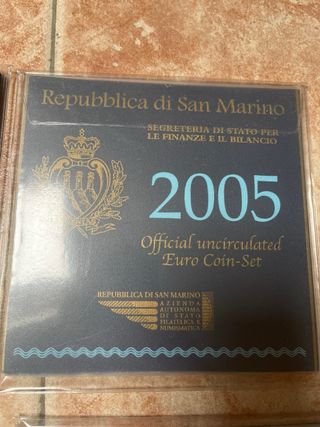 Repubblica di San Marino
SEGRETERIA DI STATO PER
LE FINANZE E IL BILANCIO
2005
Official uncirculated
Euro Coin-Set
REPUBBLICA DI SAN MARINO
AZIENDA
AUTONOMA
DI STATO
FILATELICA E
NUMISMATICA